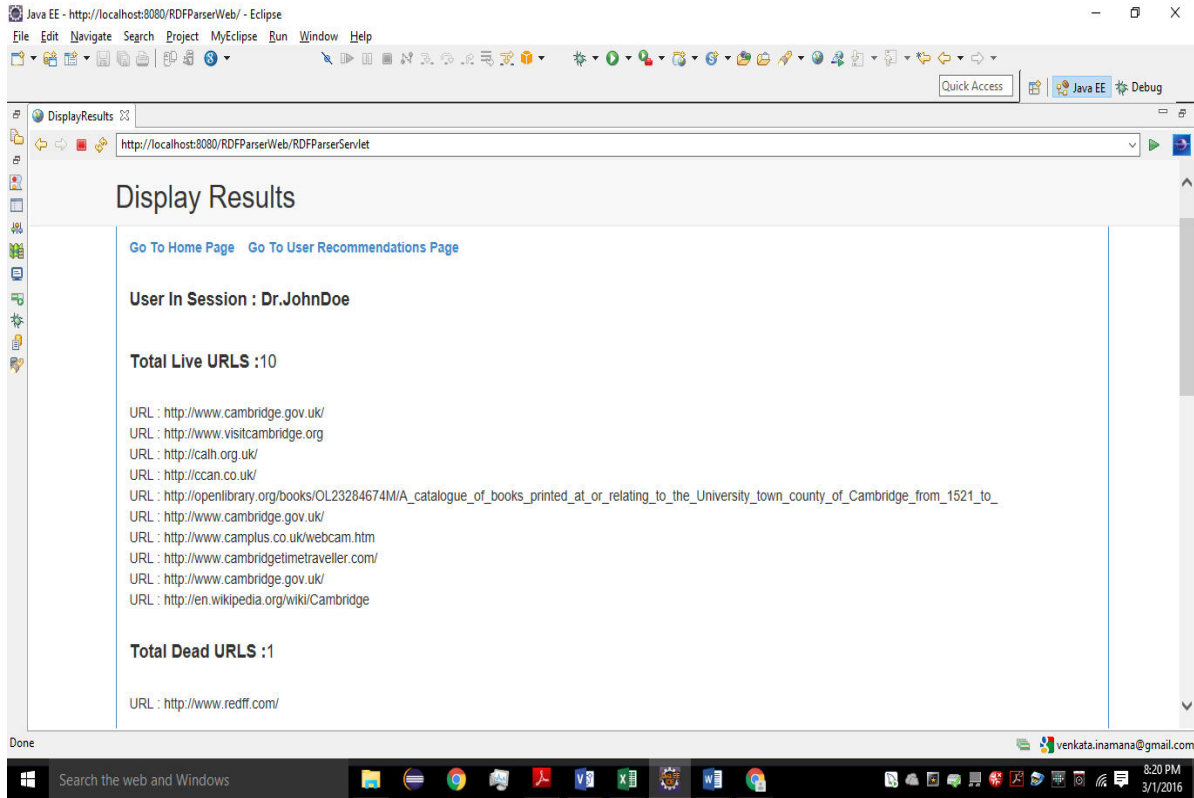 Java EE - http://localhost:8080/RDFParserWeb/ - Eclipse
File Edit Navigate Search Project MyEclipse Run Window Help
Quick Access Java EE Debug
DisplayResults
http://localhost:8080/RDFParserWeb/RDFParserServlet
Display Results
Go To Home Page Go To User Recommendations Page
User In Session : Dr.JohnDoe
Total Live URLS :10
URL : http://www.cambridge.gov.uk/
URL : http://www.visitcambridge.org
URL : http://calh.org.uk/
URL : http://ccan.co.uk/
URL : http://openlibrary.org/books/OL23284674M/A_catalogue_of_books_printed_at_or_relating_to_the_University_town_county_of_Cambridge_from_1521_to_
URL : http://www.cambridge.gov.uk/
URL : http://www.camplus.co.uk/webcam.htm
URL : http://www.cambridgetimetraveller.com/
URL : http://www.cambridge.gov.uk/
URL : http://en.wikipedia.org/wiki/Cambridge
Total Dead URLS :1
URL : http://www.redff.com/
Done
venkata.inamana@gmail.com
Search the web and Windows
8:20 PM
3/1/2016